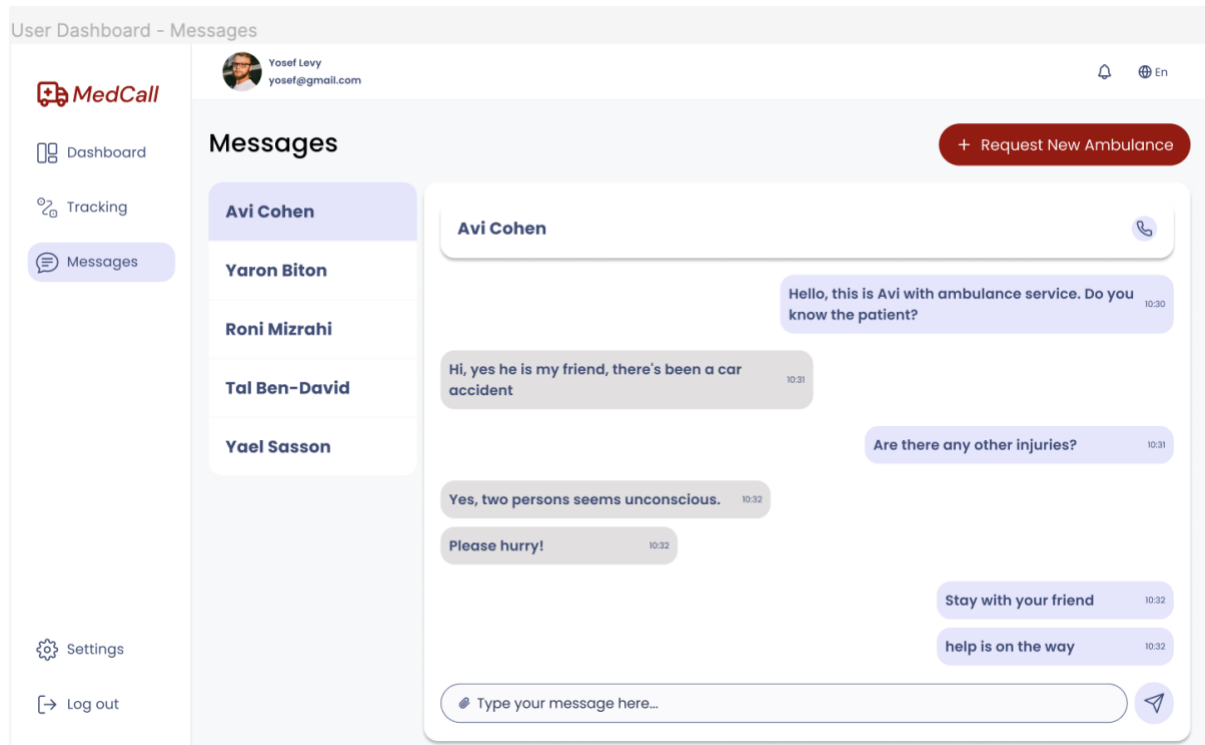 User Dashboard - Messages
MedCall
Yosef Levy
yosef@gmail.com
En
Dashboard
Tracking
Messages
Settings
Log out
Messages
+ Request New Ambulance
Avi Cohen
Yaron Biton
Roni Mizrahi
Tal Ben-David
Yael Sasson
Avi Cohen
Hello, this is Avi with ambulance service. Do you
know the patient?
10:30
Hi, yes he is my friend, there's been a car
accident
10:31
Are there any other injuries? 10:31
Yes, two persons seems unconscious. 10:32
Please hurry! 10:32
Stay with your friend 10:32
help is on the way 10:32
Type your message here...